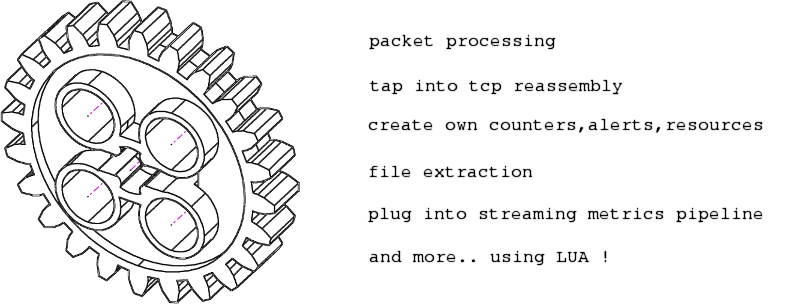 packet processing
tap into tcp reassembly
create own counters,alerts,resources
file extraction
plug into streaming metrics pipeline
and more.. using LUA !